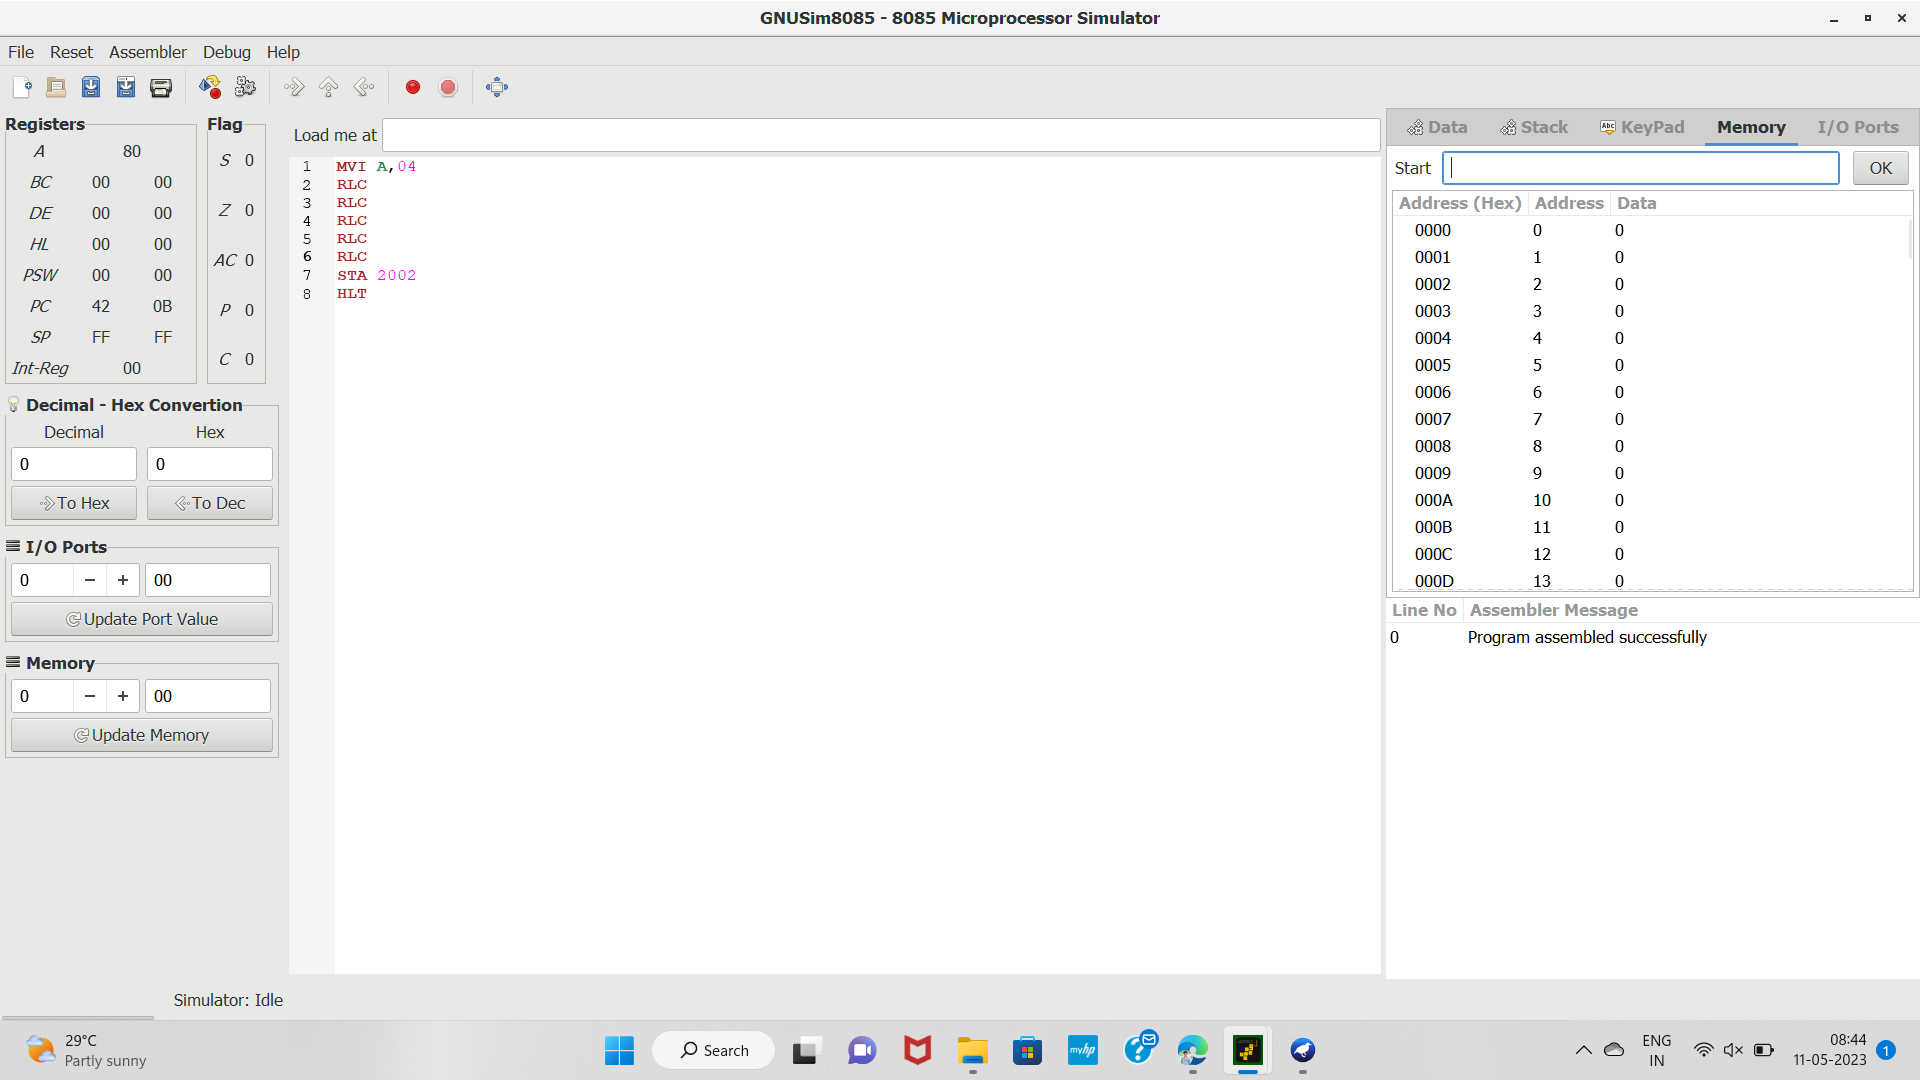 GNUSim8085 - 8085 Microprocessor Simulator
File Reset Assembler Debug Help
Registers
A 80
BC 00 00
DE 00 00
HL 00 00
PSW 00 00
PC 42 0B
SP FF FF
Int-Reg 00
Flag
S 0
Z 0
AC 0
P 0
C 0
Decimal - Hex Convertion
Decimal Hex
0 0
To Hex To Dec
I/O Ports
0 − + 00
Update Port Value
Memory
0 − + 00
Update Memory
Load me at
1 MVI A,04
2 RLC
3 RLC
4 RLC
5 RLC
6 RLC
7 STA 2002
8 HLT
Data Stack Abc KeyPad Memory I/O Ports
Start OK
Address (Hex) Address Data
0000 0 0
0001 1 0
0002 2 0
0003 3 0
0004 4 0
0005 5 0
0006 6 0
0007 7 0
0008 8 0
0009 9 0
000A 10 0
000B 11 0
000C 12 0
000D 13 0
Line No Assembler Message
0 Program assembled successfully
Simulator: Idle
29°C
Partly sunny
Search
myhp
?
ENG
IN
08:44
11-05-2023
1